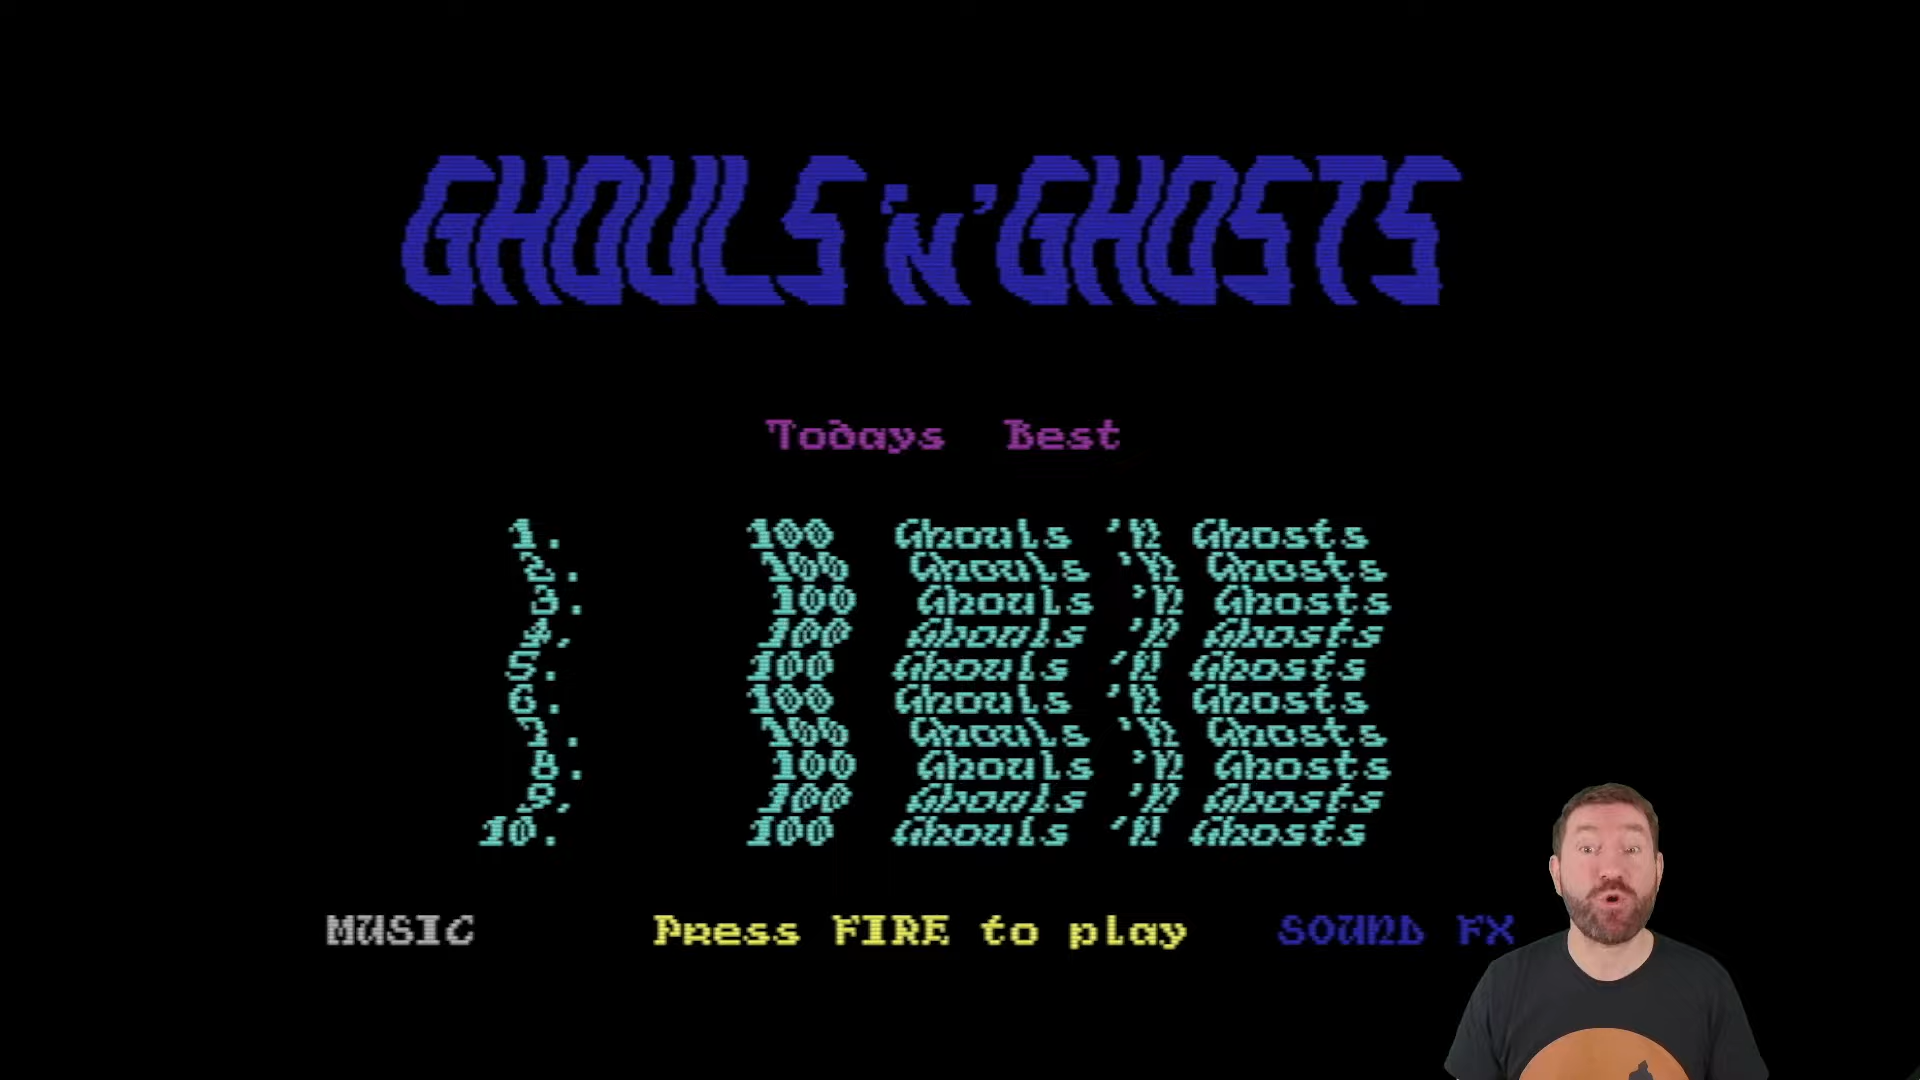 GHOULS 'N' GHOSTS
Todays Best
1. 100 Ghouls 'n Ghosts
2. 100 Ghouls 'n Ghosts
3. 100 Ghouls 'n Ghosts
4. 100 Ghouls 'n Ghosts
5. 100 Ghouls 'n Ghosts
6. 100 Ghouls 'n Ghosts
7. 100 Ghouls 'n Ghosts
8. 100 Ghouls 'n Ghosts
9. 100 Ghouls 'n Ghosts
10. 100 Ghouls 'n Ghosts
MUSIC Press FIRE to play SOUND FX